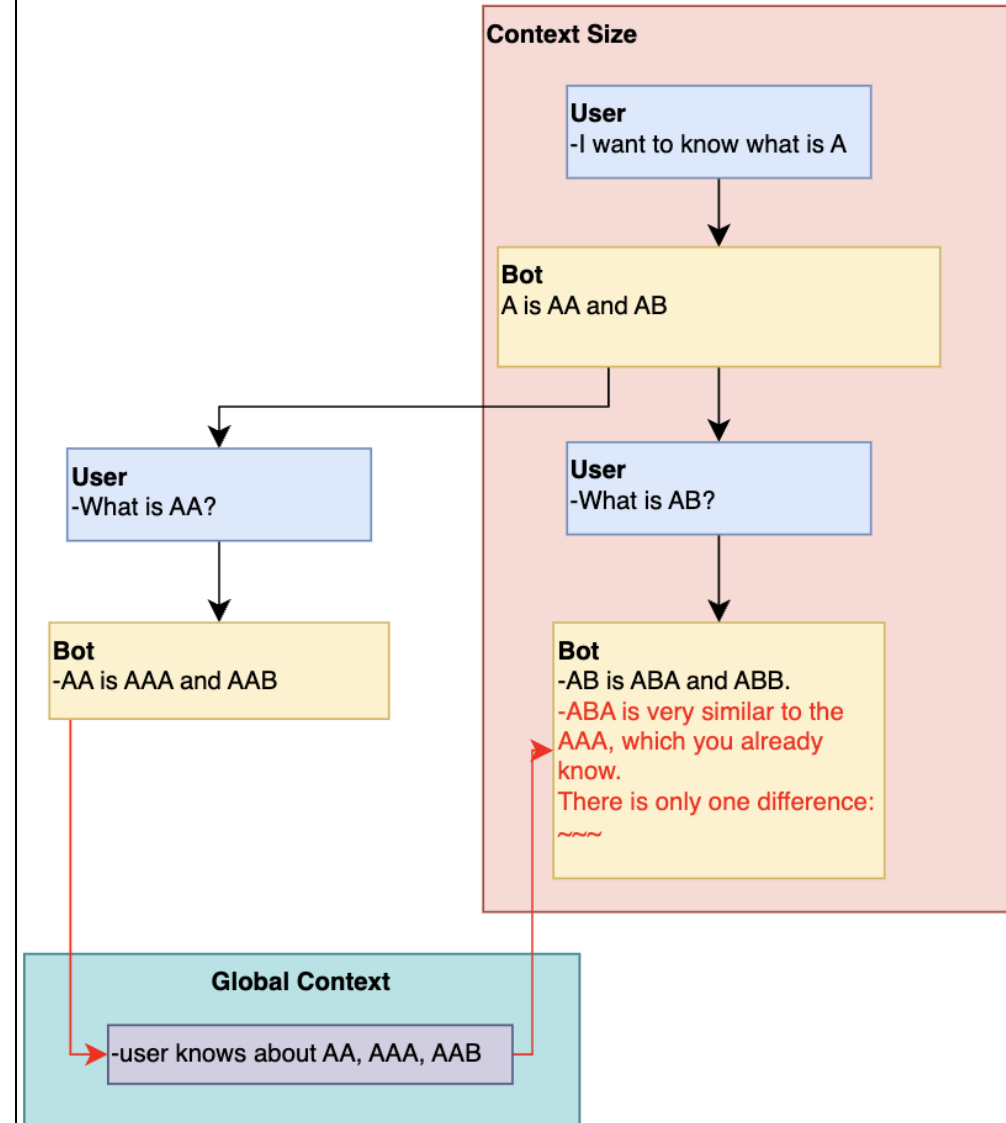 Context Size
User
-I want to know what is A
Bot
A is AA and AB
User
-What is AA?
User
-What is AB?
Bot
-AA is AAA and AAB
Bot
-AB is ABA and ABB.
-ABA is very similar to the
AAA, which you already
know.
There is only one difference:
~~~
Global Context
-user knows about AA, AAA, AAB